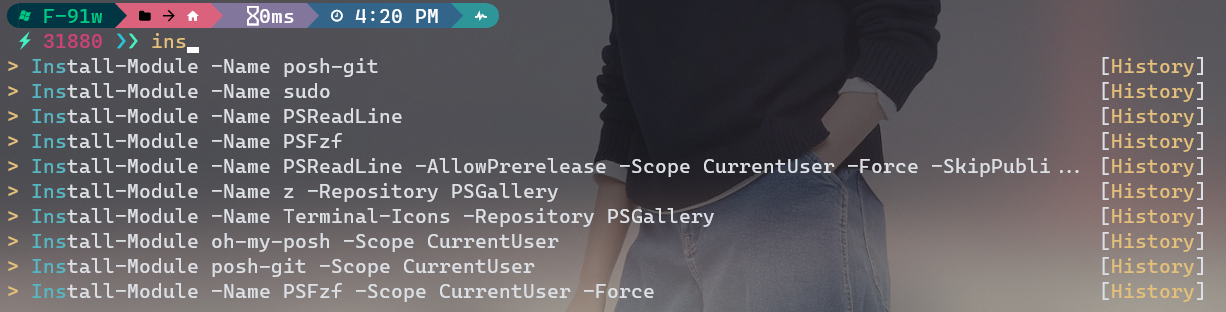 F-91w 0ms 4:20 PM
31880 ❯❯ ins
> Install-Module -Name posh-git [History]
> Install-Module -Name sudo [History]
> Install-Module -Name PSReadLine [History]
> Install-Module -Name PSFzf [History]
> Install-Module -Name PSReadLine -AllowPrerelease -Scope CurrentUser -Force -SkipPubli... [History]
> Install-Module -Name z -Repository PSGallery [History]
> Install-Module -Name Terminal-Icons -Repository PSGallery [History]
> Install-Module oh-my-posh -Scope CurrentUser [History]
> Install-Module posh-git -Scope CurrentUser [History]
> Install-Module -Name PSFzf -Scope CurrentUser -Force [History]